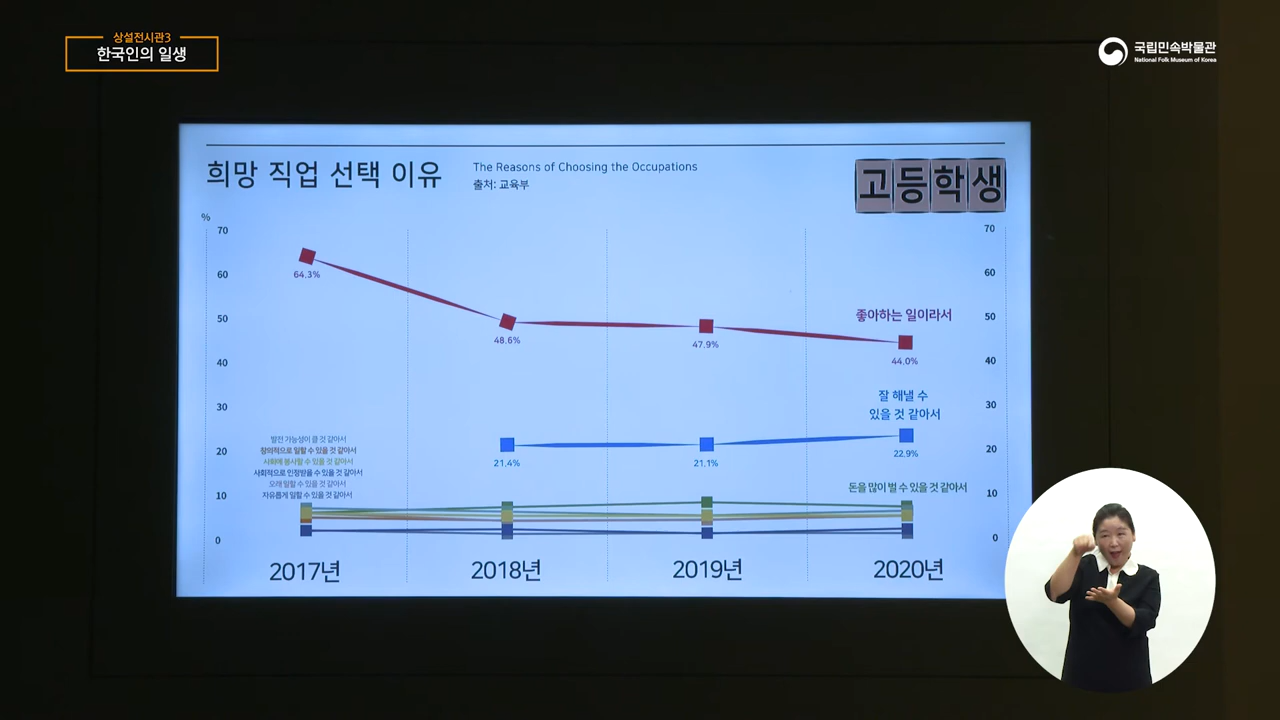 상설전시관3
한국인의 일생
국립민속박물관
National Folk Museum of Korea
희망 직업 선택 이유
The Reasons of Choosing the Occupations
출처: 교육부
고등학생
%
70
60
50
40
30
20
10
0
70
60
50
40
30
20
10
0
64.3%
48.6%
47.9%
44.0%
좋아하는 일이라서
잘 해낼 수
있을 것 같아서
21.4%
21.1%
22.9%
발전 가능성이 클 것 같아서
창의적으로 일할 수 있을 것 같아서
사회에 봉사할 수 있을 것 같아서
사회적으로 인정받을 수 있을 것 같아서
오래 일할 수 있을 것 같아서
자유롭게 일할 수 있을 것 같아서
돈을 많이 벌 수 있을 것 같아서
2017년
2018년
2019년
2020년